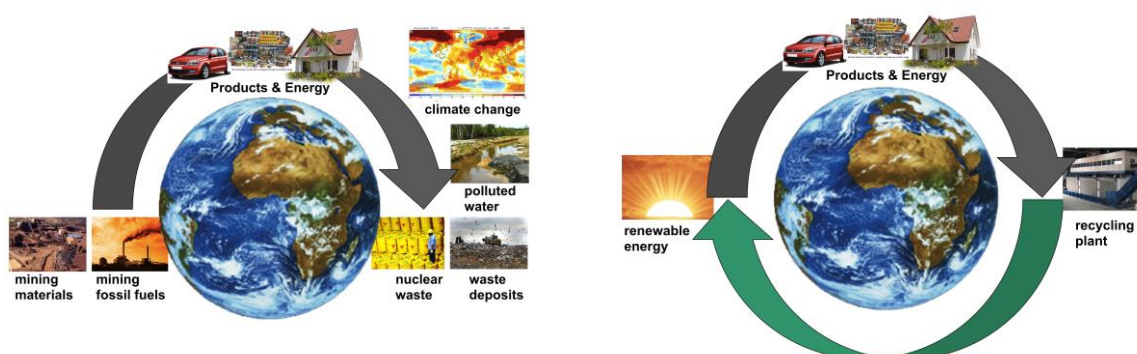 Products & Energy
climate change
polluted
water
mining
materials
mining
fossil fuels
nuclear
waste
waste
deposits
Products & Energy
renewable
energy
recycling
plant